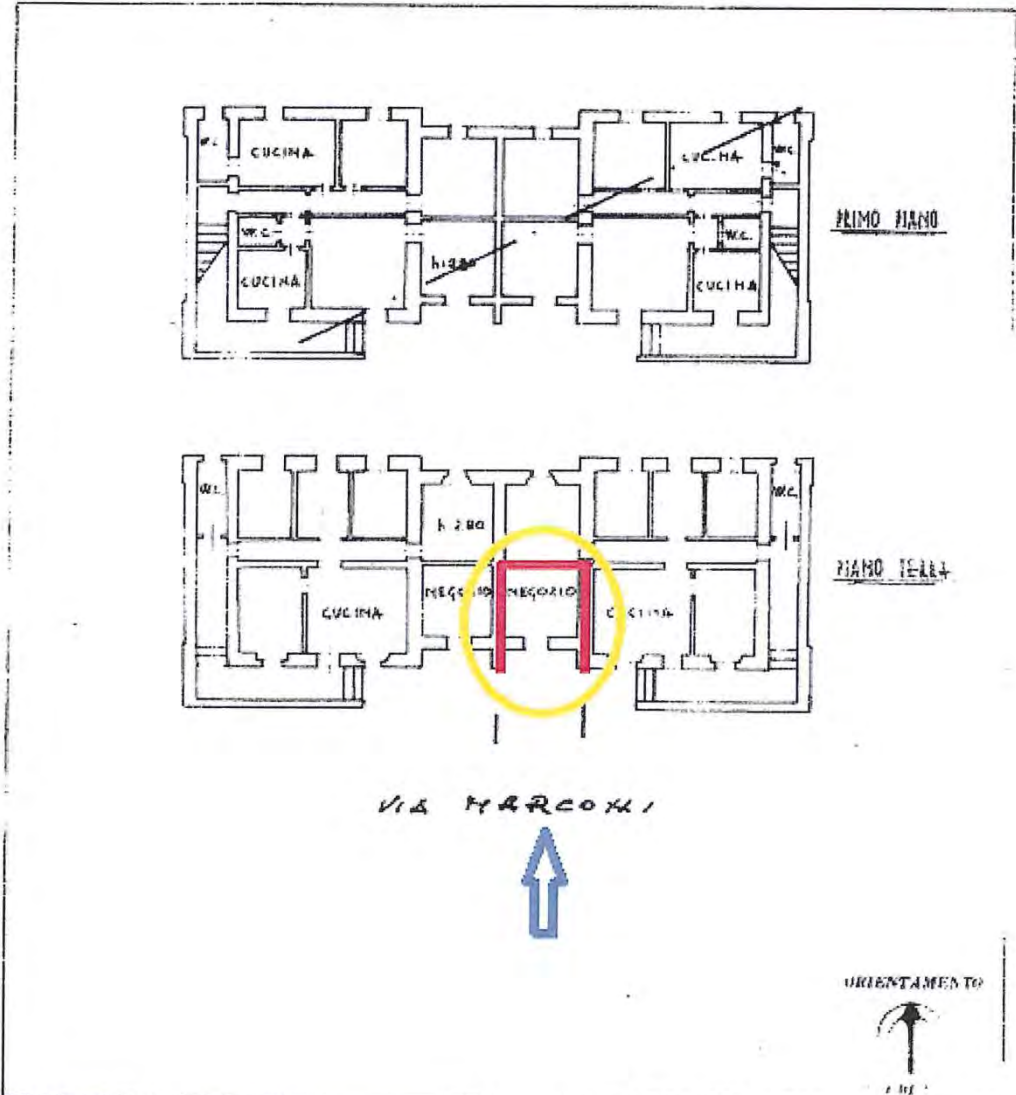 CUCINA
CUCINA
W.C.
PRIMO PIANO
W.C.
W.C.
CUCINA
CUCINA
W.C.
W.C.
h. 2.80
NEGOZIO
NEGOZIO
CUCINA
CUCINA
PIANO TERRA
VIA MARCONI
ORIENTAMENTO